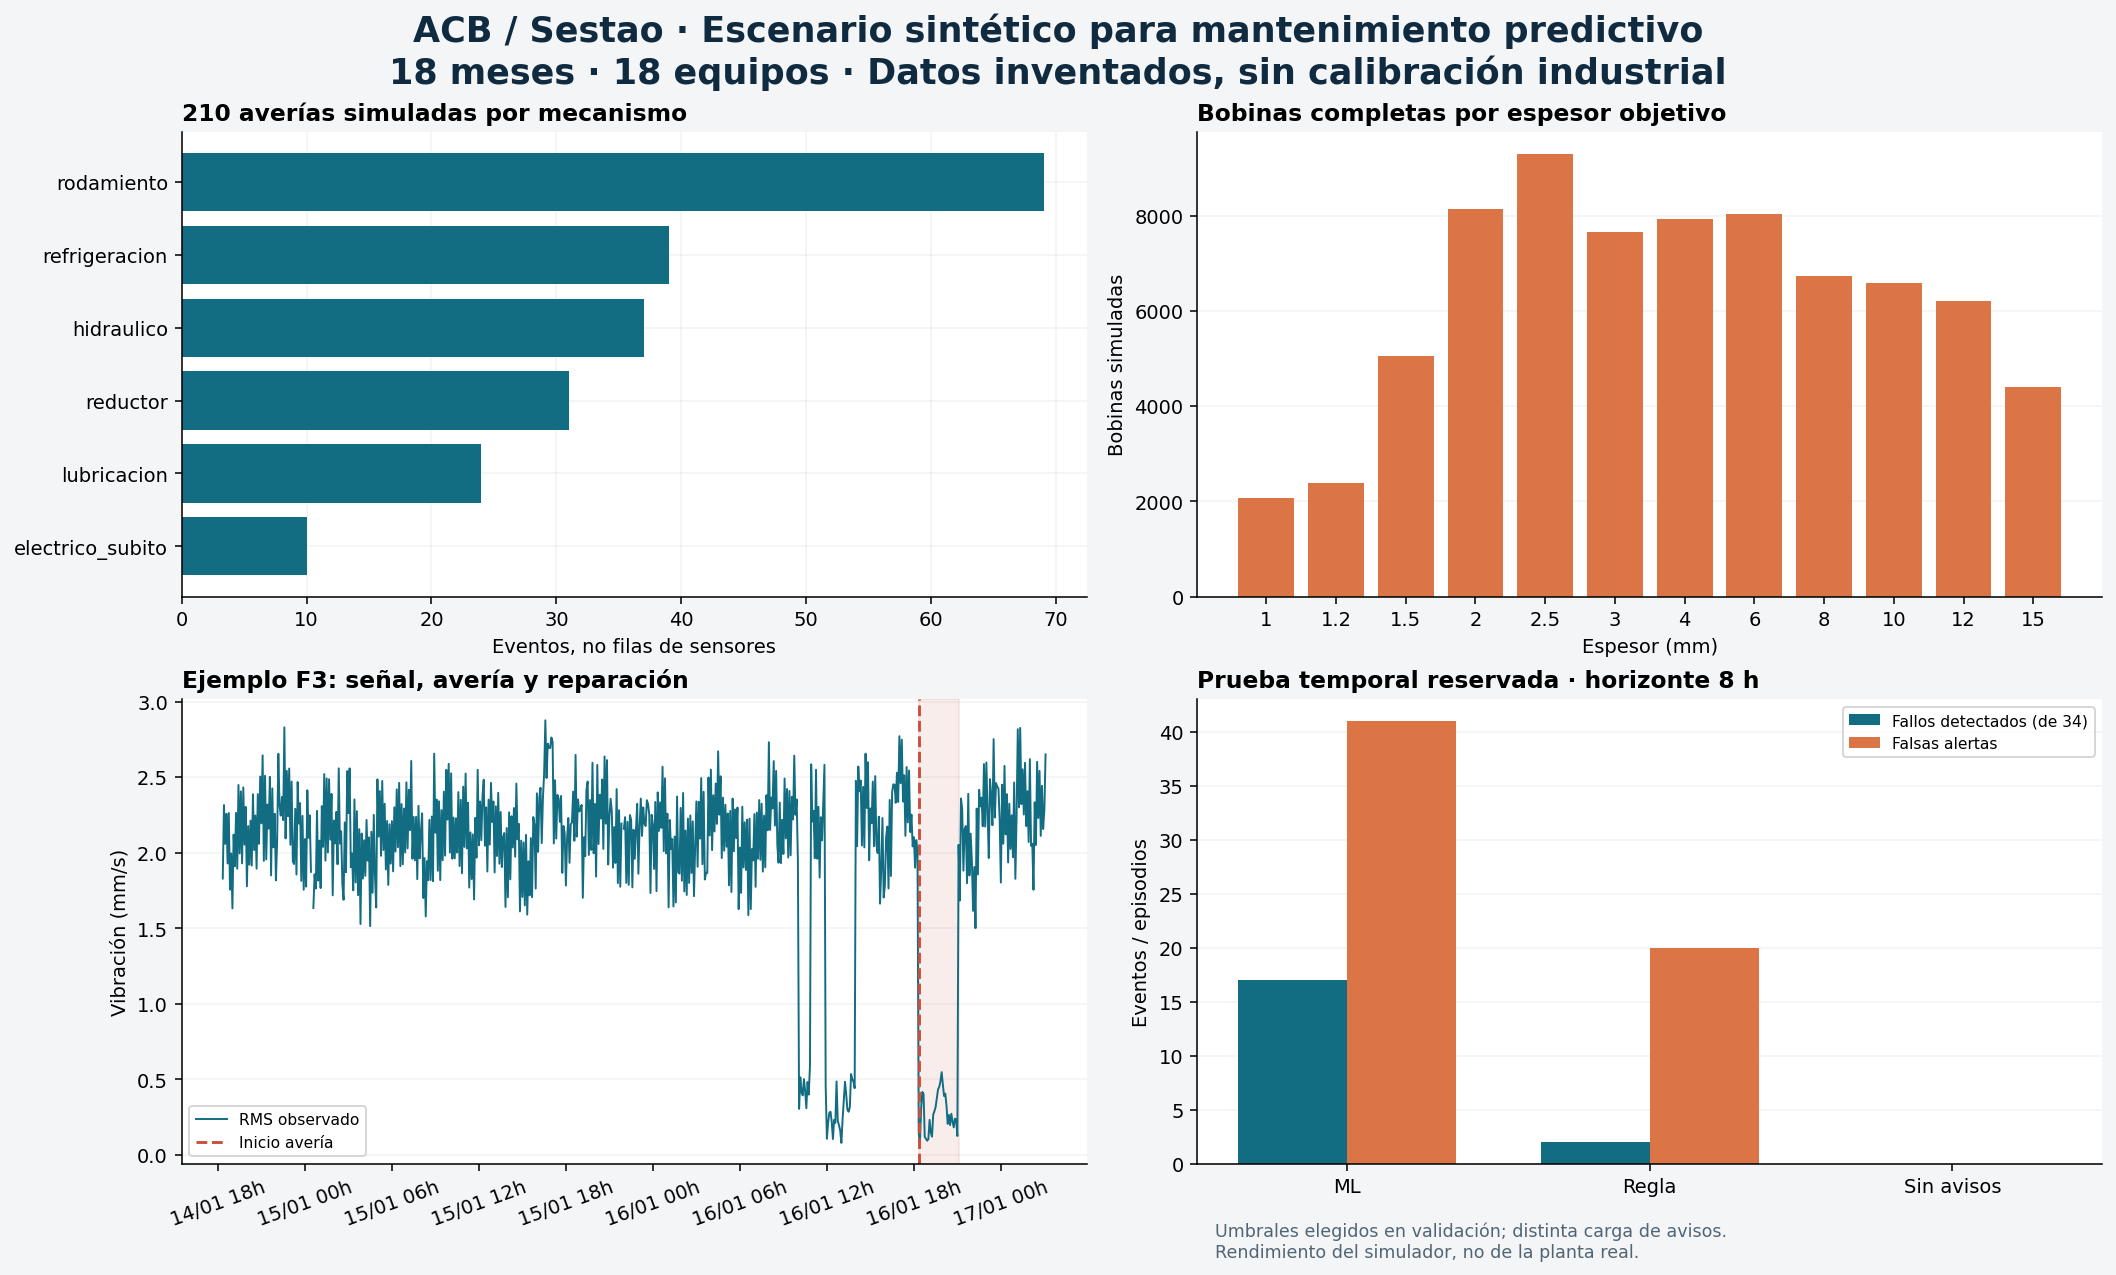 ACB / Sestao · Escenario sintético para mantenimiento predictivo
18 meses · 18 equipos · Datos inventados, sin calibración industrial
210 averías simuladas por mecanismo
rodamiento
refrigeracion
hidraulico
reductor
lubricacion
electrico_subito
0 10 20 30 40 50 60 70
Eventos, no filas de sensores
Bobinas completas por espesor objetivo
Bobinas simuladas
8000
6000
4000
2000
0
1 1.2 1.5 2 2.5 3 4 6 8 10 12 15
Espesor (mm)
Ejemplo F3: señal, avería y reparación
Vibración (mm/s)
3.0
2.5
2.0
1.5
1.0
0.5
0.0
RMS observado
Inicio avería
14/01 18h 15/01 00h 15/01 06h 15/01 12h 15/01 18h 16/01 00h 16/01 06h 16/01 12h 16/01 18h 17/01 00h
Prueba temporal reservada · horizonte 8 h
Eventos / episodios
40
35
30
25
20
15
10
5
0
Fallos detectados (de 34)
Falsas alertas
ML Regla Sin avisos
Umbrales elegidos en validación; distinta carga de avisos.
Rendimiento del simulador, no de la planta real.